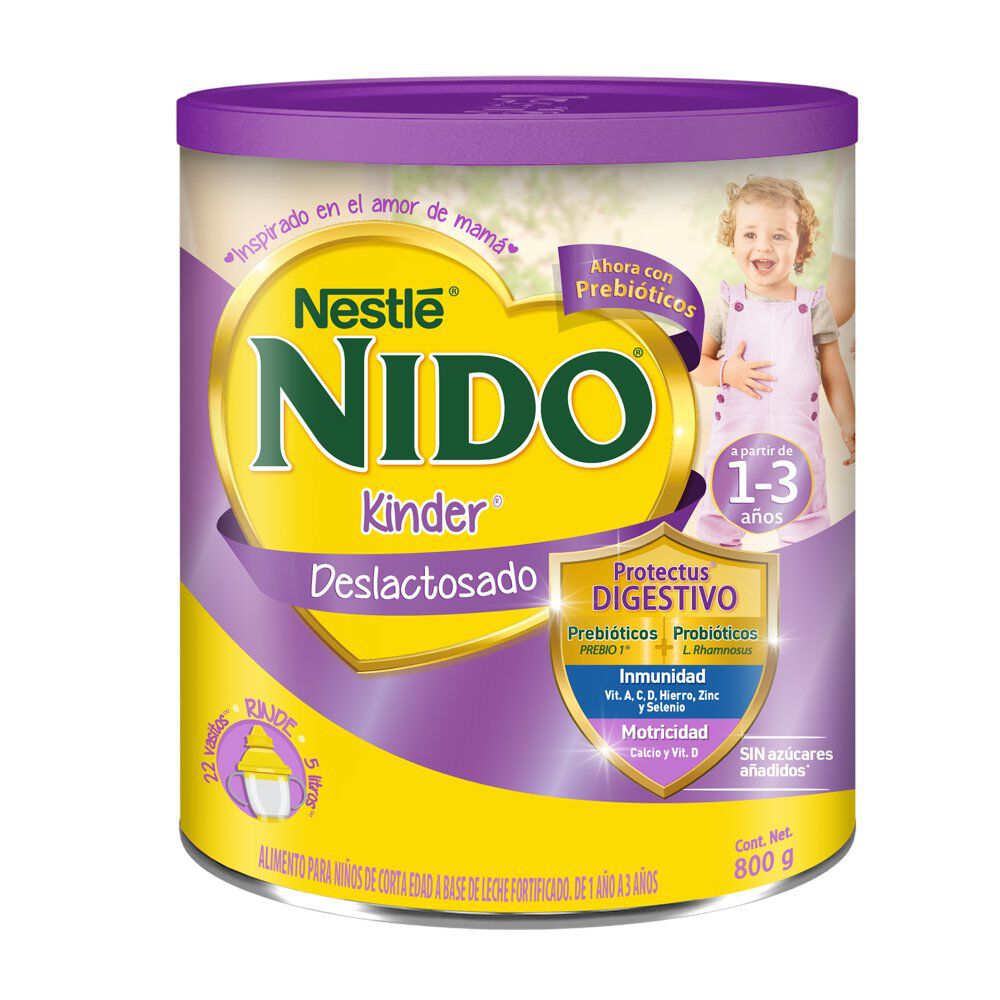 Inspirado en el amor de mamá
Ahora con
Prebióticos
Nestlé®
NIDO®
Kinder®
Deslactosado
a partir de
1-3
años
Protectus®
DIGESTIVO
Prebióticos + Probióticos
PREBIO 1® L. Rhamnosus
Inmunidad
Vit. A, C, D, Hierro, Zinc
y Selenio
Motricidad
Calcio y Vit. D
SIN azúcares
añadidos^
22 vasitos∞ • RINDE • 5 litros∞
Cont. Net.
800 g
ALIMENTO PARA NIÑOS DE CORTA EDAD A BASE DE LECHE FORTIFICADO. DE 1 AÑO A 3 AÑOS